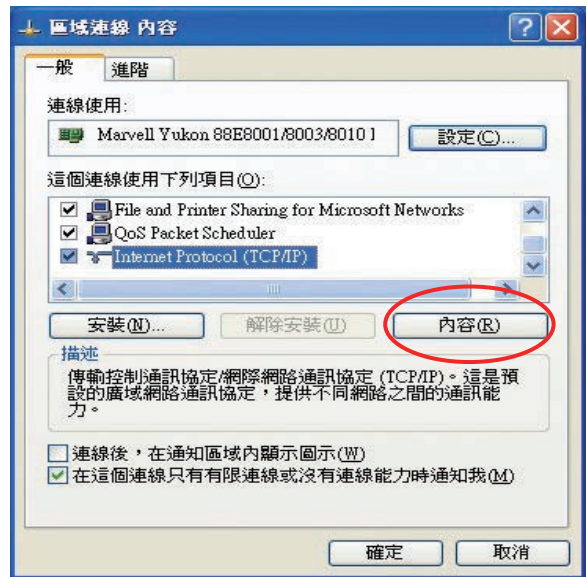 區域連線 內容
一般
進階
連線使用:
Marvell Yukon 88E8001/8003/8010
設定(C)...
這個連線使用下列項目(O):
File and Printer Sharing for Microsoft Networks
QoS Packet Scheduler
Internet Protocol (TCP/IP)
安裝(N)...
解除安裝(U)
內容(R)
描述
傳輸控制通訊協定/網際網路通訊協定 (TCP/IP)。這是預
設的廣域網路通訊協定,提供不同網路之間的通訊能
力。
連線後,在通知區域內顯示圖示(W)
在這個連線只有有限連線或沒有連線能力時通知我(M)
確定
取消